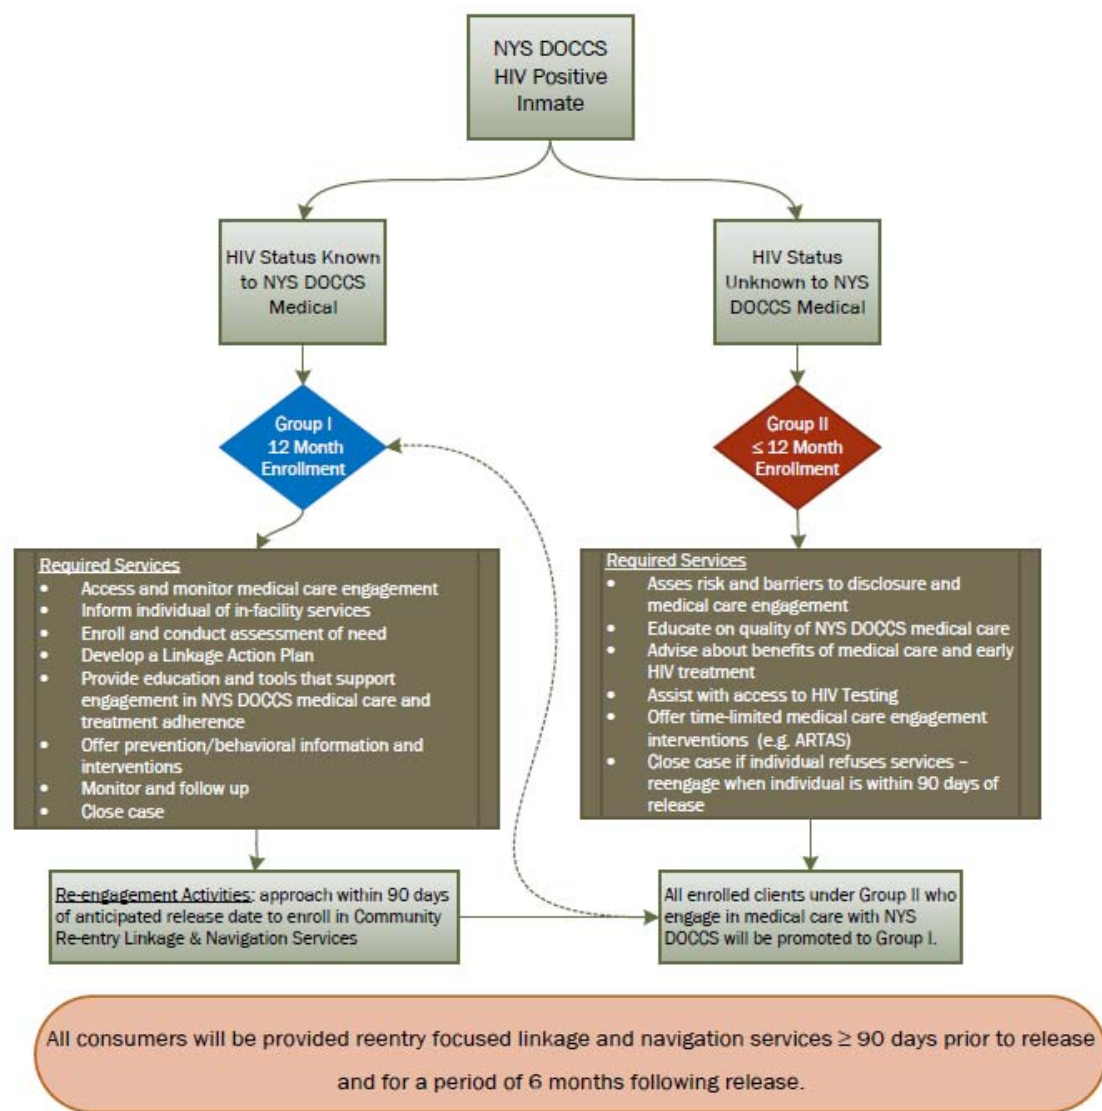 NYS DOCCS
HIV Positive
Inmate
HIV Status Known
to NYS DOCCS
Medical
HIV Status
Unknown to NYS
DOCCS Medical
Group I
12 Month
Enrollment
Group II
≤ 12 Month
Enrollment
Required Services
• Access and monitor medical care engagement
• Inform individual of in-facility services
• Enroll and conduct assessment of need
• Develop a Linkage Action Plan
• Provide education and tools that support
engagement in NYS DOCCS medical care and
treatment adherence
• Offer prevention/behavioral information and
interventions
• Monitor and follow up
• Close case
Required Services
• Asses risk and barriers to disclosure and
medical care engagement
• Educate on quality of NYS DOCCS medical care
• Advise about benefits of medical care and early
HIV treatment
• Assist with access to HIV Testing
• Offer time-limited medical care engagement
interventions (e.g. ARTAS)
• Close case if individual refuses services –
reengage when individual is within 90 days of
release
Re-engagement Activities: approach within 90 days
of anticipated release date to enroll in Community
Re-entry Linkage & Navigation Services
All enrolled clients under Group II who
engage in medical care with NYS
DOCCS will be promoted to Group I.
All consumers will be provided reentry focused linkage and navigation services ≥ 90 days prior to release
and for a period of 6 months following release.